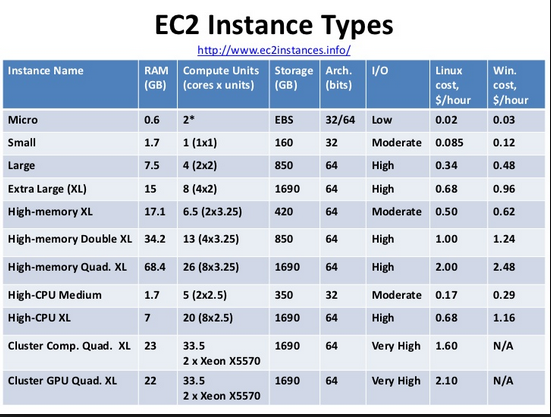 EC2 Instance Types
http://www.ec2instances.info/
Instance Name RAM (GB) Compute Units (cores x units) Storage (GB) Arch. (bits) I/O Linux cost, $/hour Win. cost, $/hour
Micro 0.6 2* EBS 32/64 Low 0.02 0.03
Small 1.7 1 (1x1) 160 32 Moderate 0.085 0.12
Large 7.5 4 (2x2) 850 64 High 0.34 0.48
Extra Large (XL) 15 8 (4x2) 1690 64 High 0.68 0.96
High-memory XL 17.1 6.5 (2x3.25) 420 64 Moderate 0.50 0.62
High-memory Double XL 34.2 13 (4x3.25) 850 64 High 1.00 1.24
High-memory Quad. XL 68.4 26 (8x3.25) 1690 64 High 2.00 2.48
High-CPU Medium 1.7 5 (2x2.5) 350 32 Moderate 0.17 0.29
High-CPU XL 7 20 (8x2.5) 1690 64 High 0.68 1.16
Cluster Comp. Quad. XL 23 33.5 2 x Xeon X5570 1690 64 Very High 1.60 N/A
Cluster GPU Quad. XL 22 33.5 2 x Xeon X5570 1690 64 Very High 2.10 N/A